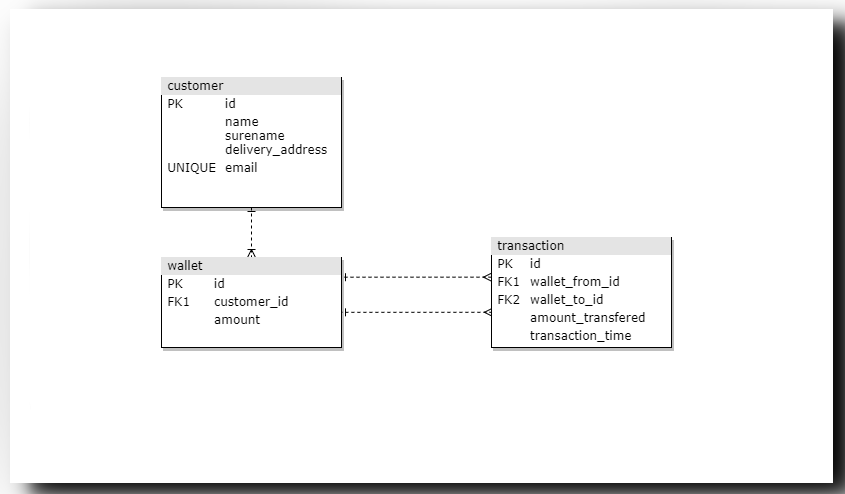 customer
PK id
name
surename
delivery_address
UNIQUE email
wallet
PK id
FK1 customer_id
amount
transaction
PK id
FK1 wallet_from_id
FK2 wallet_to_id
amount_transfered
transaction_time